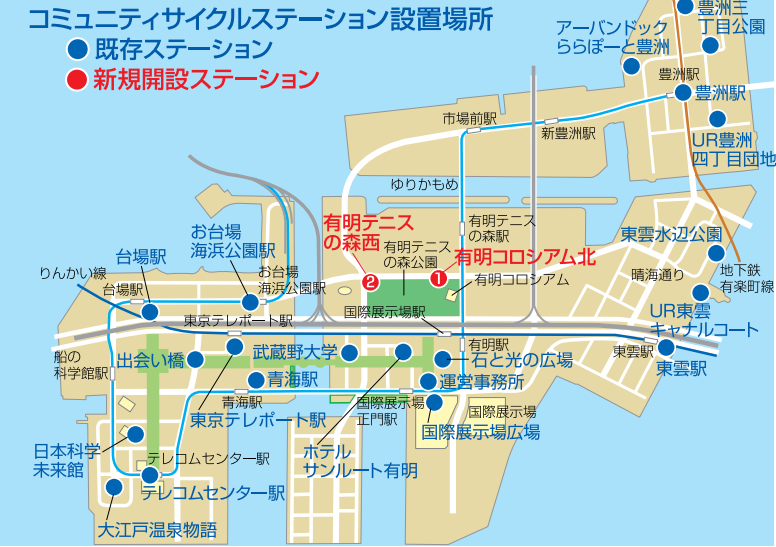 コミュニティサイクルステーション設置場所
既存ステーション
新規開設ステーション
豊洲三
丁目公園
アーバンドック
ららぽーと豊洲
豊洲駅
豊洲駅
市場前駅
新豊洲駅
UR豊洲
四丁目団地
ゆりかもめ
有明テニス
の森西
有明テニス
の森駅
有明テニス
の森公園
有明コロシアム北
有明コロシアム
東雲水辺公園
お台場
海浜公園駅
台場駅
りんかい線
台場駅
お台場
海浜公園駅
晴海通り
地下鉄
有楽町線
東京テレポート駅
国際展示場駅
UR東雲
キャナルコート
船の
科学館駅
出会い橋
武蔵野大学
有明駅
石と光の広場
東雲駅
東雲駅
青海駅
運営事務所
青海駅
東京テレポート駅
国際展示場
正門駅
国際展示場
国際展示場広場
日本科学
未来館
テレコムセンター駅
ホテル
サンルート有明
テレコムセンター駅
大江戸温泉物語
1
2